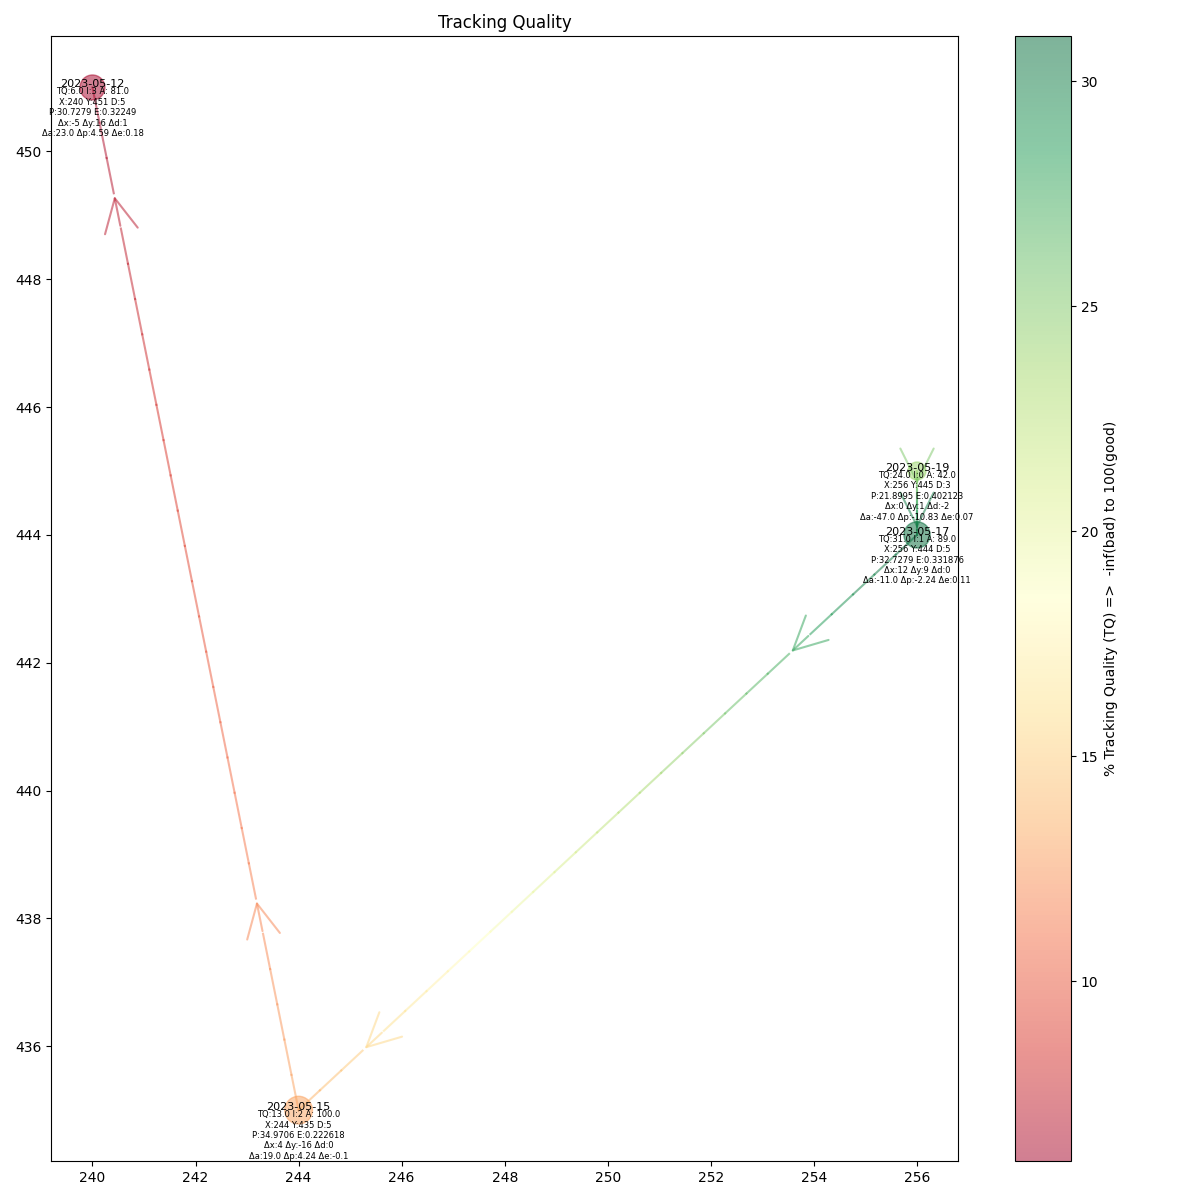 Tracking Quality
2023-05-12
TQ:6.0 I:3 A: 81.0
X:240 Y:451 D:5
P:30.7279 E:0.32249
Δx:-5 Δy:16 Δd:1
Δa:23.0 Δp:4.59 Δe:0.18
2023-05-19
TQ:24.0 I:0 A: 42.0
X:256 Y:445 D:3
P:21.8995 E:0.402123
Δx:0 Δy:1 Δd:-2
Δa:-47.0 Δp:-10.83 Δe:0.07
2023-05-17
TQ:31.0 I:1 A: 89.0
X:256 Y:444 D:5
P:32.7279 E:0.331876
Δx:12 Δy:9 Δd:0
Δa:-11.0 Δp:-2.24 Δe:0.11
2023-05-15
TQ:13.0 I:2 A: 100.0
X:244 Y:435 D:5
P:34.9706 E:0.222618
Δx:4 Δy:-16 Δd:0
Δa:19.0 Δp:4.24 Δe:-0.1
450
448
446
444
442
440
438
436
240
242
244
246
248
250
252
254
256
30
25
20
15
10
% Tracking Quality (TQ) => -inf(bad) to 100(good)